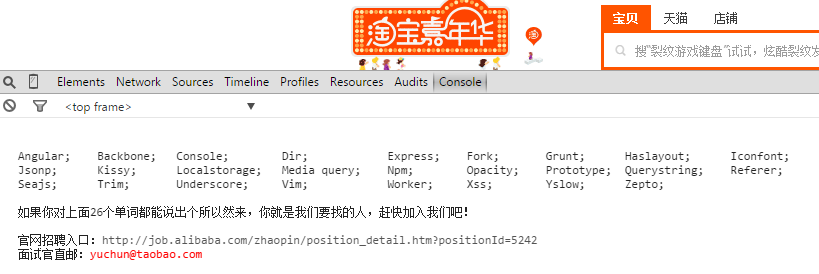 淘宝嘉年华
淘
宝贝 天猫 店铺
搜"裂纹游戏键盘"试试，炫酷裂纹发
Elements Network Sources Timeline Profiles Resources Audits Console
<top frame> ▼
Angular; Backbone; Console; Dir; Express; Fork; Grunt; Haslayout; Iconfont;
Jsonp; Kissy; Localstorage; Media query; Npm; Opacity; Prototype; Querystring; Referer;
Seajs; Trim; Underscore; Vim; Worker; Xss; Yslow; Zepto;
如果你对上面26个单词都能说出个所以然来，你就是我们要找的人，赶快加入我们吧！
官网招聘入口：http://job.alibaba.com/zhaopin/position_detail.htm?positionId=5242
面试官直邮：yuchun@taobao.com